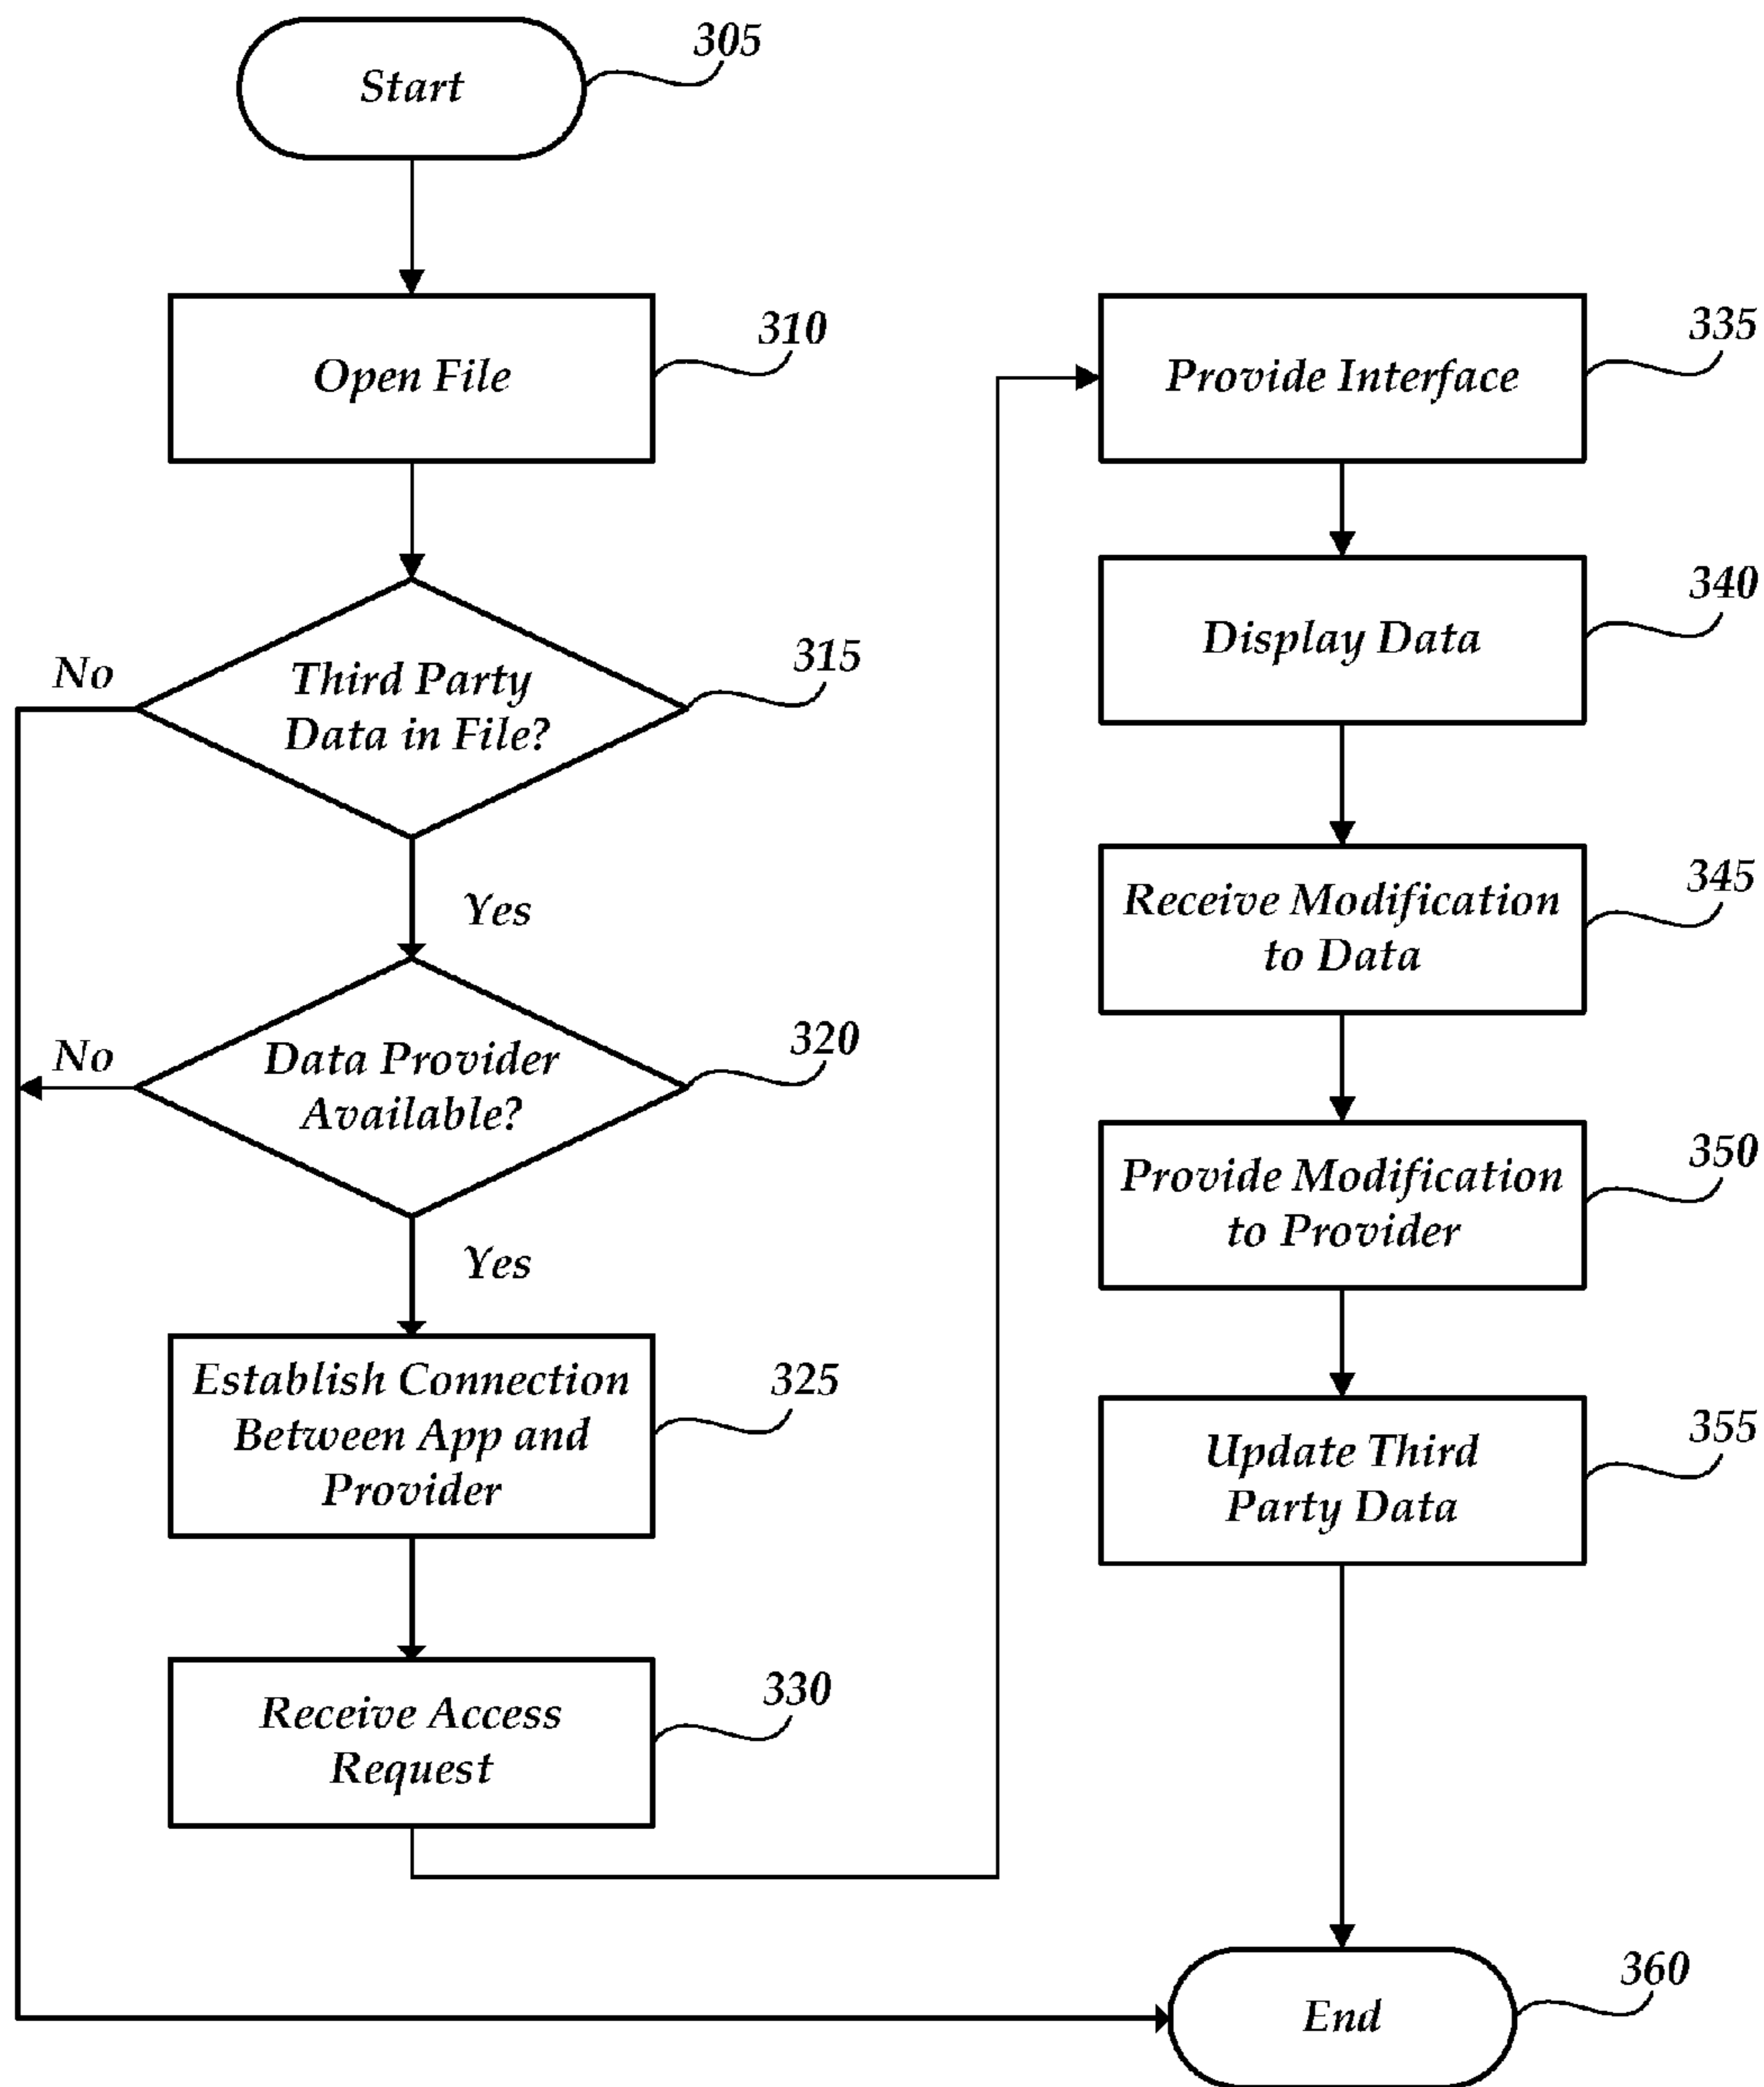 Start
305
Open File
310
Third Party
Data in File?
315
No
Yes
Data Provider
Available?
320
No
Yes
Establish Connection
Between App and
Provider
325
Receive Access
Request
330
Provide Interface
335
Display Data
340
Receive Modification
to Data
345
Provide Modification
to Provider
350
Update Third
Party Data
355
End
360